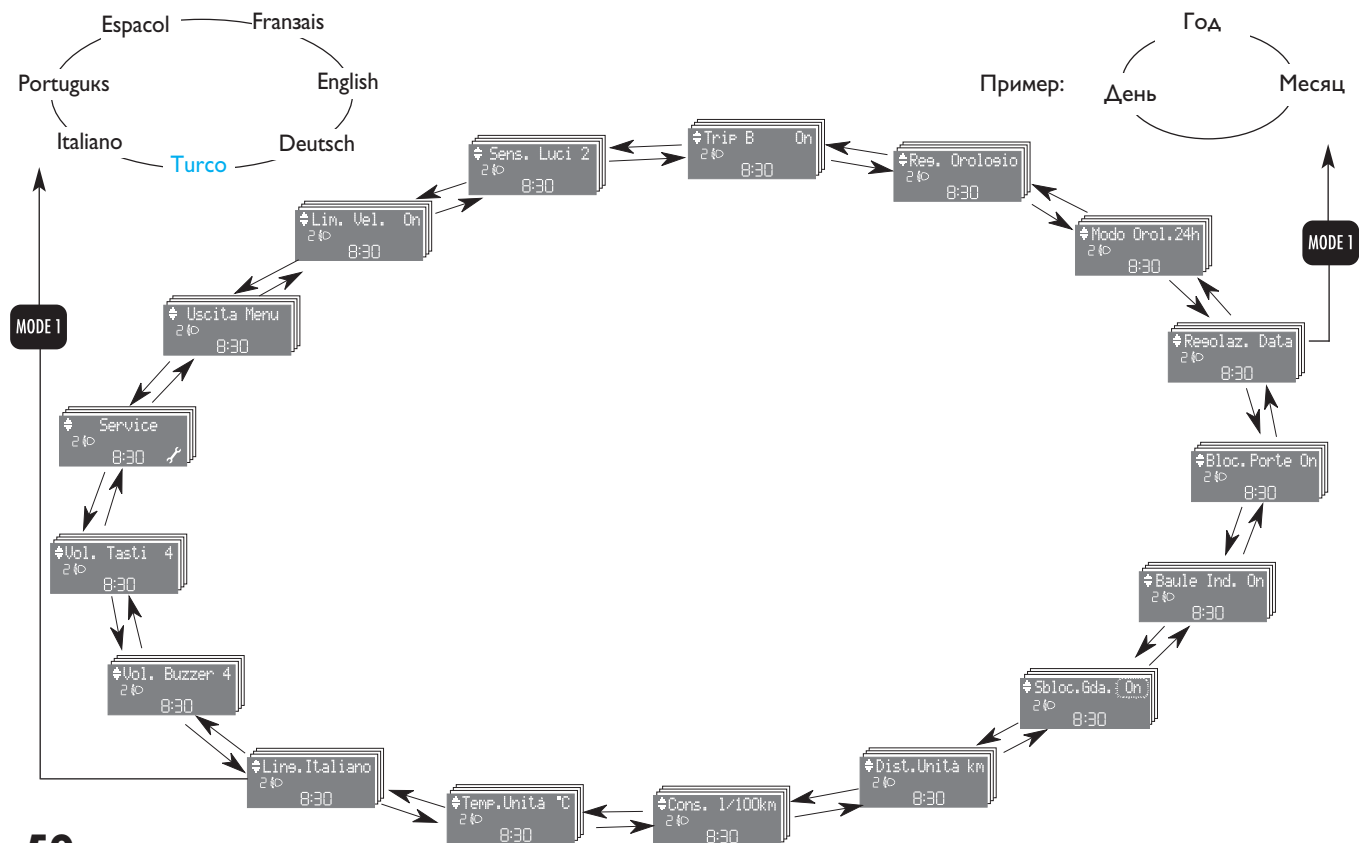 Espacol
Franзais
Portuguкs
English
Italiano
Deutsch
Turco
Пример:
Год
День
Месяц
MODE 1
MODE 1
Sens. Luci 2
8:30
Trip B On
8:30
Reg. Orologio
8:30
Modo Orol.24h
8:30
Regolaz. Data
8:30
Bloc.Porte On
8:30
Baule Ind. On
8:30
Sbloc.Gda. On
8:30
Dist.Unità km
8:30
Cons. l/100km
8:30
Temp.Unità °C
8:30
Ling.Italiano
8:30
Vol. Buzzer 4
8:30
Vol. Tasti 4
8:30
Service
8:30
Uscita Menu
8:30
Lim. Vel. On
8:30